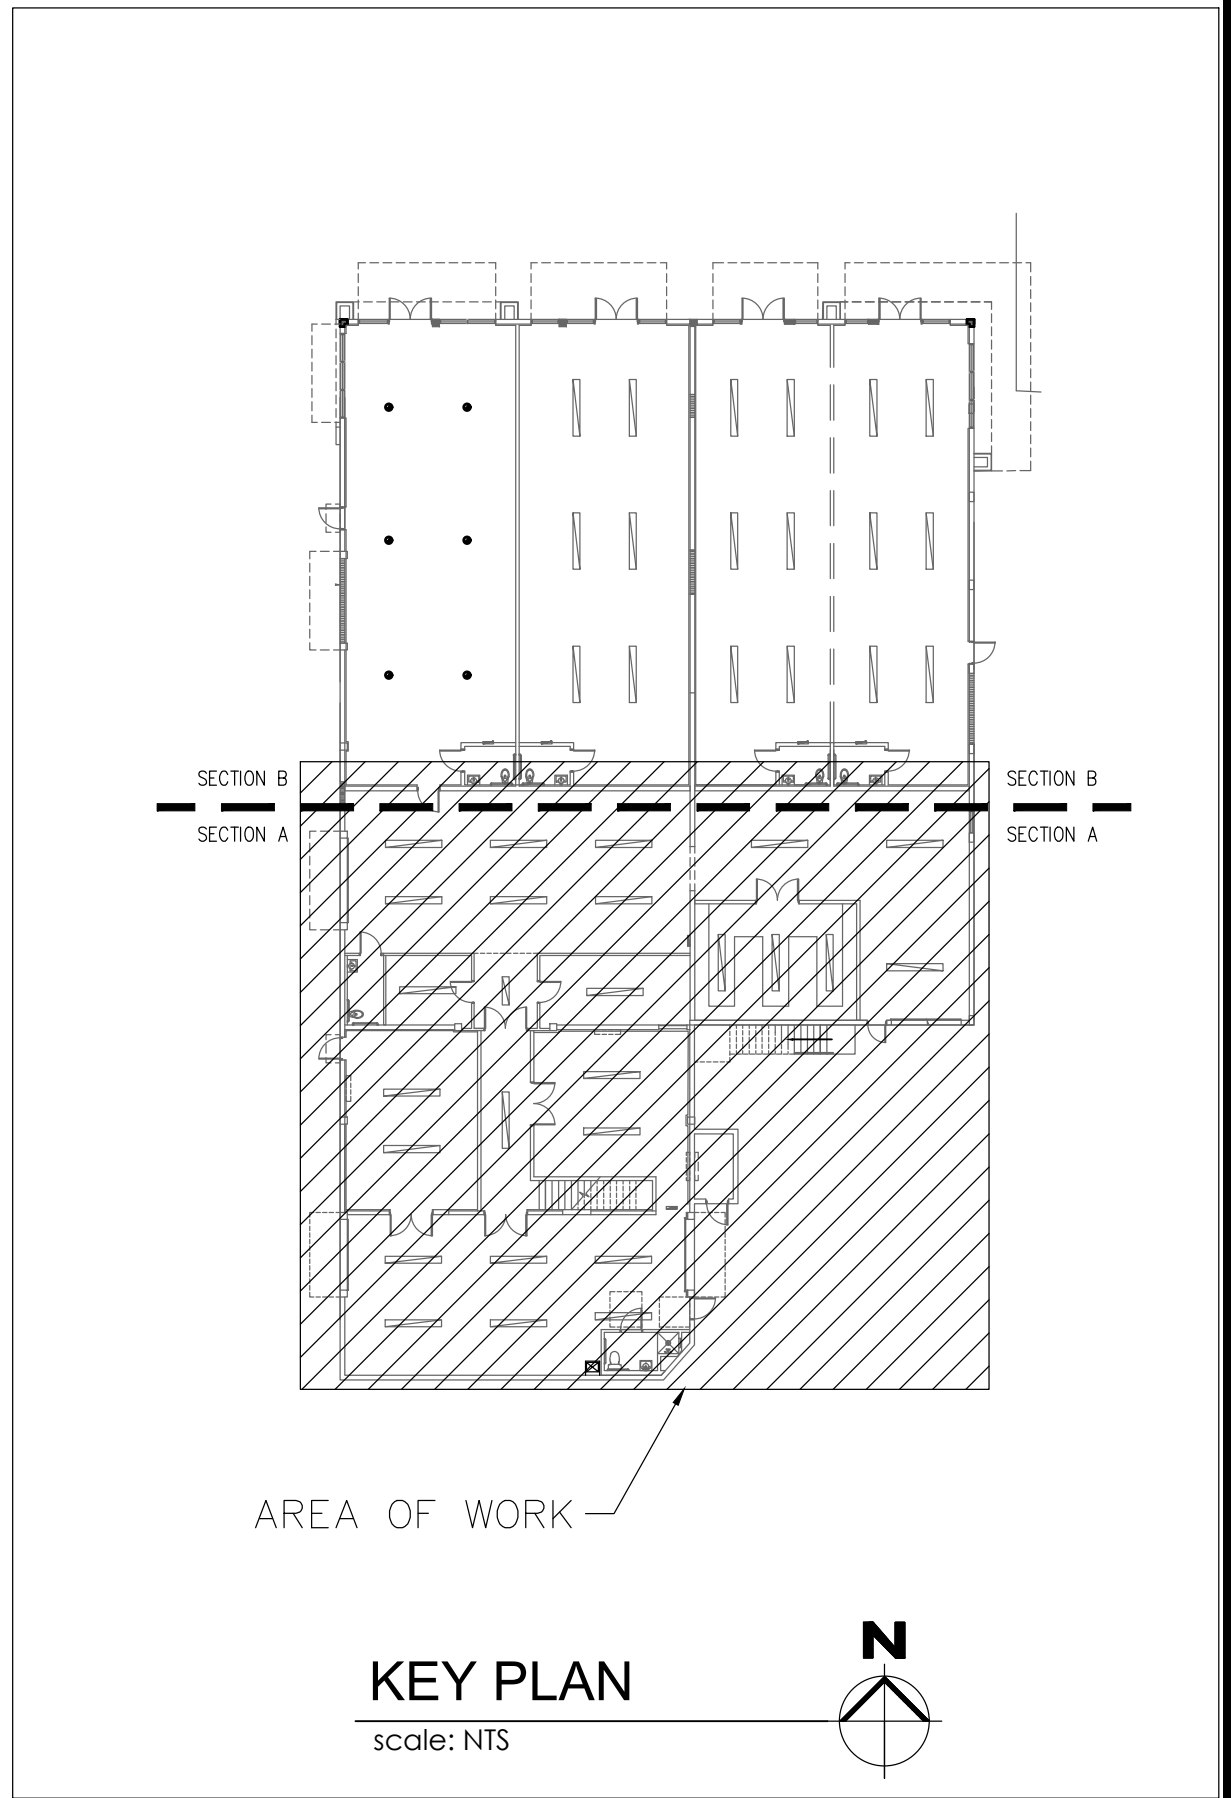 SECTION B SECTION B
SECTION A SECTION A
AREA OF WORK
N
KEY PLAN
scale: NTS